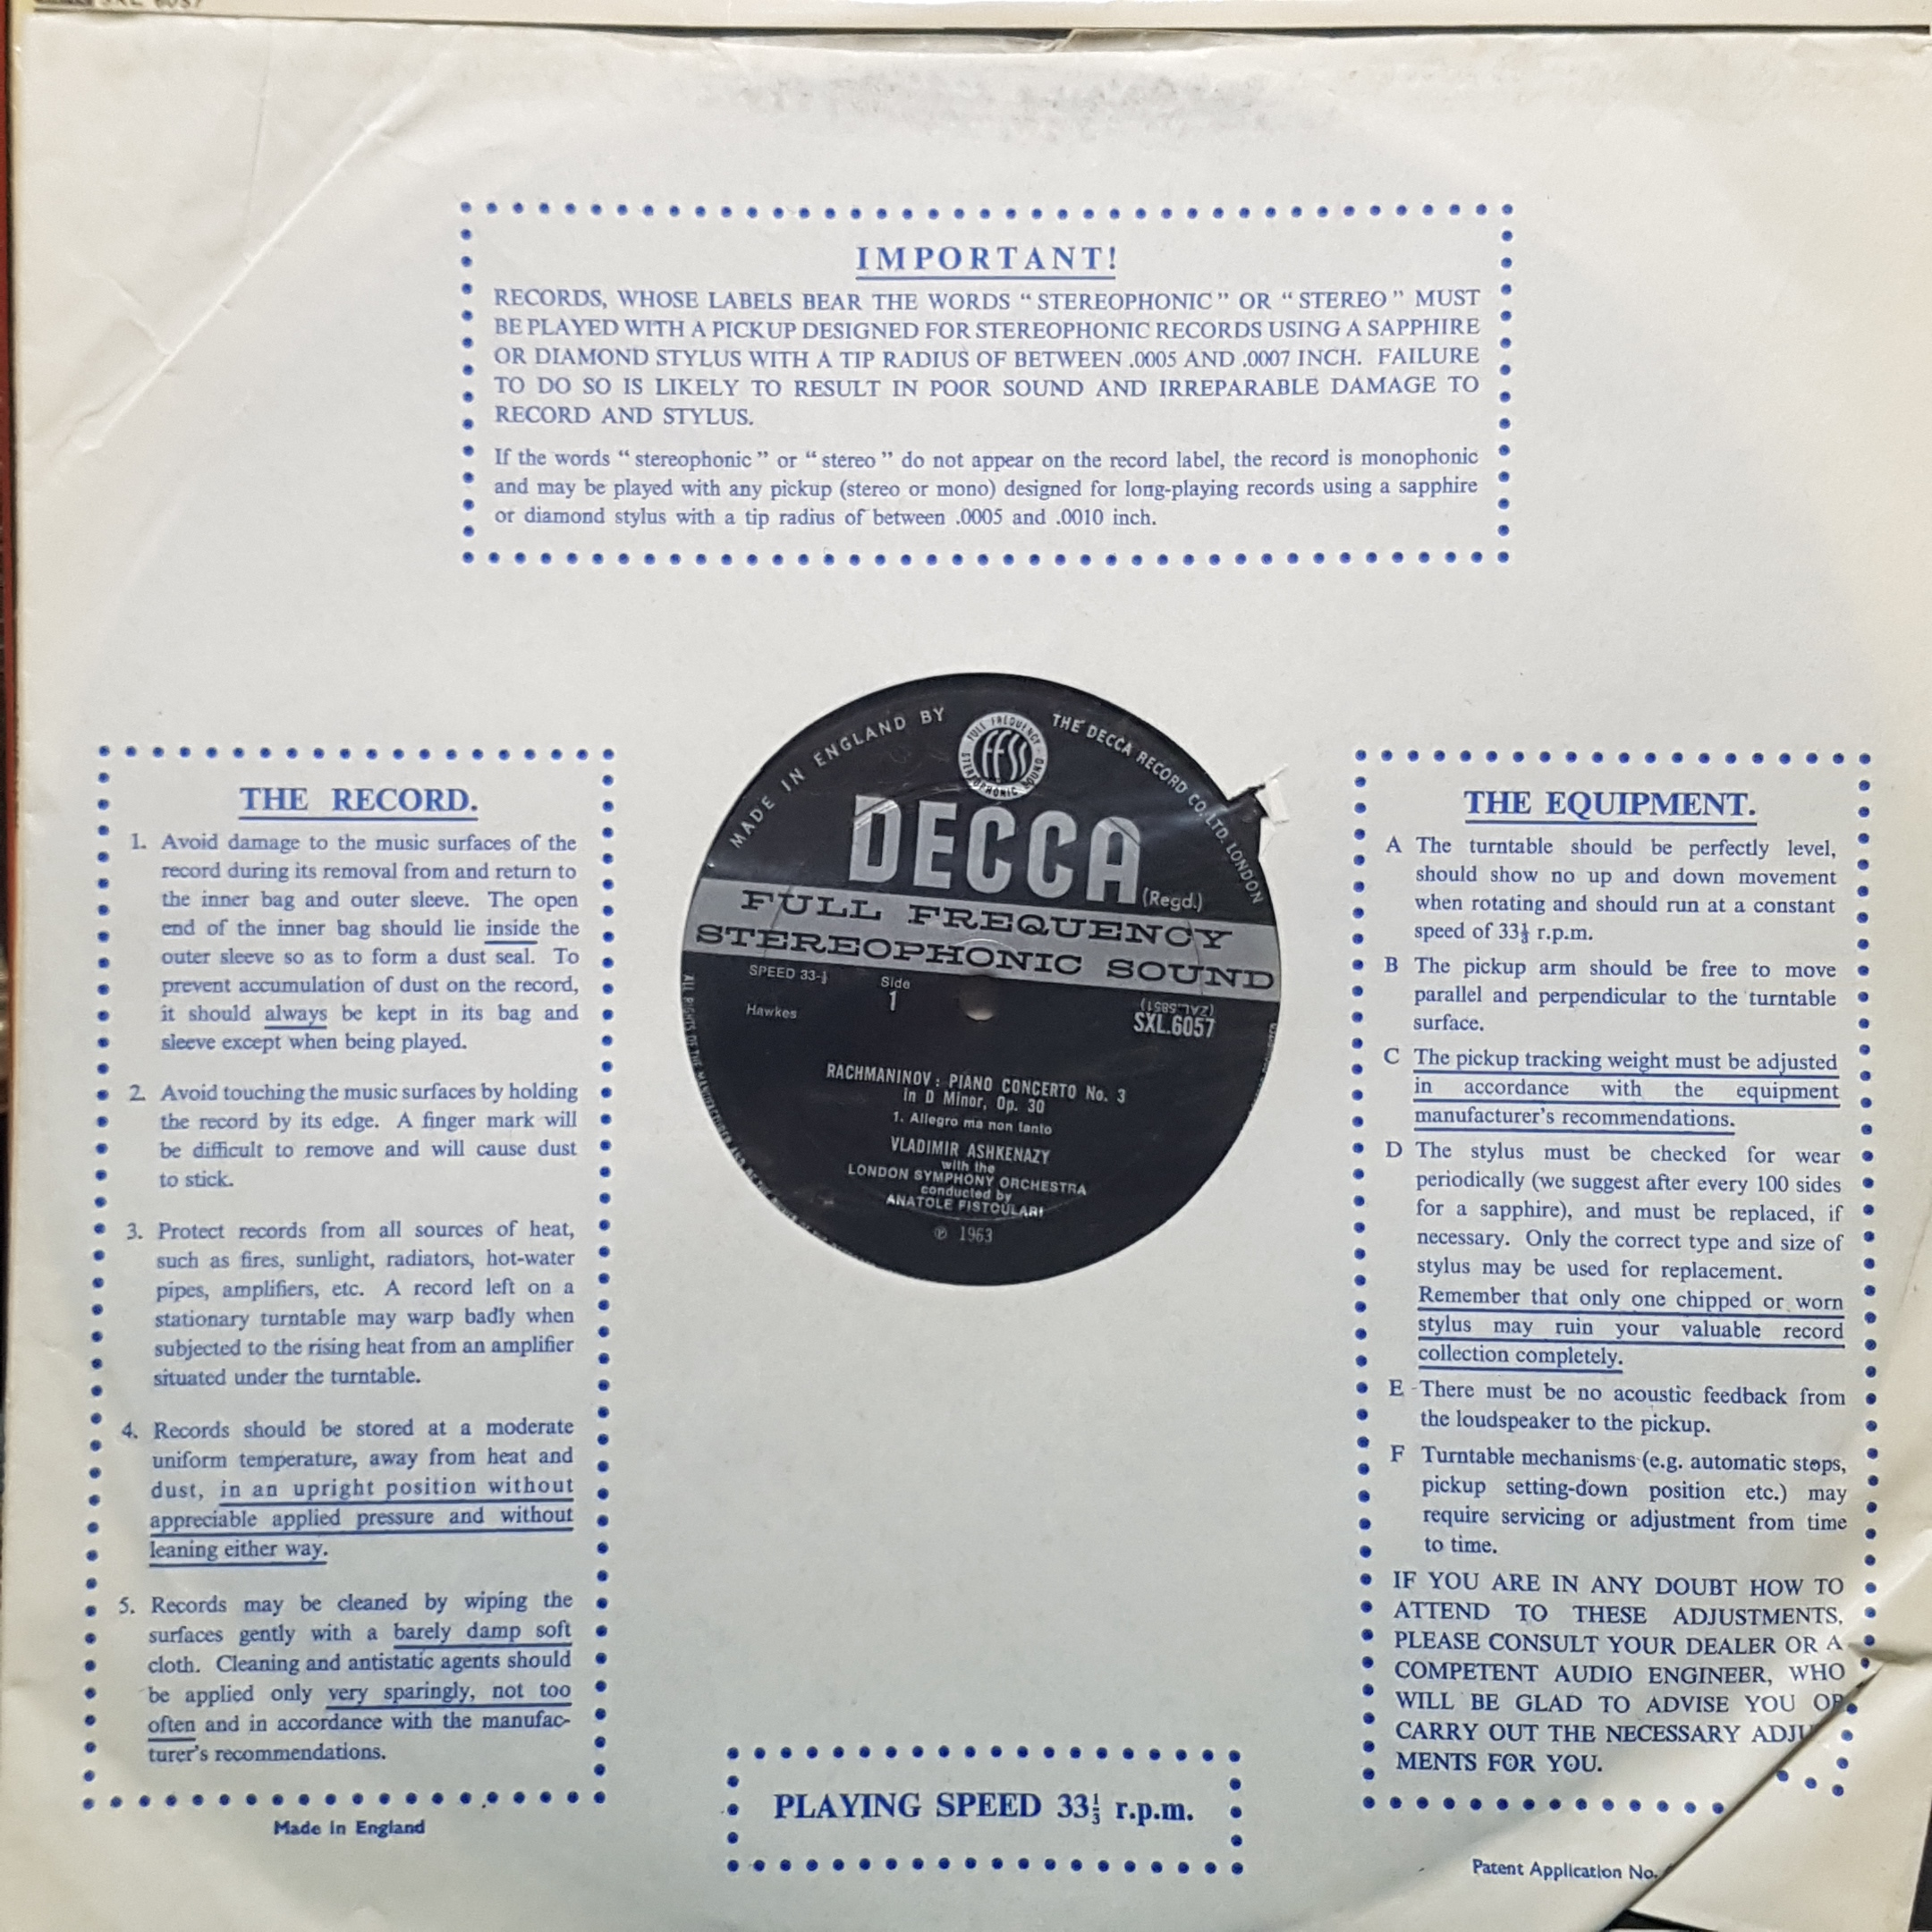 SXL 6057
IMPORTANT!
RECORDS, WHOSE LABELS BEAR THE WORDS “ STEREOPHONIC ” OR “ STEREO ” MUST
BE PLAYED WITH A PICKUP DESIGNED FOR STEREOPHONIC RECORDS USING A SAPPHIRE
OR DIAMOND STYLUS WITH A TIP RADIUS OF BETWEEN .0005 AND .0007 INCH. FAILURE
TO DO SO IS LIKELY TO RESULT IN POOR SOUND AND IRREPARABLE DAMAGE TO
RECORD AND STYLUS.
If the words “ stereophonic ” or “ stereo ” do not appear on the record label, the record is monophonic
and may be played with any pickup (stereo or mono) designed for long-playing records using a sapphire
or diamond stylus with a tip radius of between .0005 and .0010 inch.
THE RECORD.
1. Avoid damage to the music surfaces of the
record during its removal from and return to
the inner bag and outer sleeve. The open
end of the inner bag should lie inside the
outer sleeve so as to form a dust seal. To
prevent accumulation of dust on the record,
it should always be kept in its bag and
sleeve except when being played.
2. Avoid touching the music surfaces by holding
the record by its edge. A finger mark will
be difficult to remove and will cause dust
to stick.
3. Protect records from all sources of heat,
such as fires, sunlight, radiators, hot-water
pipes, amplifiers, etc. A record left on a
stationary turntable may warp badly when
subjected to the rising heat from an amplifier
situated under the turntable.
4. Records should be stored at a moderate
uniform temperature, away from heat and
dust, in an upright position without
appreciable applied pressure and without
leaning either way.
5. Records may be cleaned by wiping the
surfaces gently with a barely damp soft
cloth. Cleaning and antistatic agents should
be applied only very sparingly, not too
often and in accordance with the manufac-
turer’s recommendations.
Made in England
MADE IN ENGLAND BY
THE DECCA RECORD CO. LTD. LONDON
FULL FREQUENCY
ffss
STEREOPHONIC SOUND
DECCA
(Regd.)
FULL FREQUENCY
STEREOPHONIC SOUND
SPEED 33-⅓
Side
1
(ZAL.5851)
Hawkes
SXL.6057
RACHMANINOV : PIANO CONCERTO No. 3
in D Minor, Op. 30
1. Allegro ma non tanto
VLADIMIR ASHKENAZY
with the
LONDON SYMPHONY ORCHESTRA
conducted by
ANATOLE FISTOULARI
℗ 1963
ALL RIGHTS OF THE MANUFACTURER AND OF THE
THE EQUIPMENT.
A The turntable should be perfectly level,
should show no up and down movement
when rotating and should run at a constant
speed of 33⅓ r.p.m.
B The pickup arm should be free to move
parallel and perpendicular to the turntable
surface.
C The pickup tracking weight must be adjusted
in accordance with the equipment
manufacturer’s recommendations.
D The stylus must be checked for wear
periodically (we suggest after every 100 sides
for a sapphire), and must be replaced, if
necessary. Only the correct type and size of
stylus may be used for replacement.
Remember that only one chipped or worn
stylus may ruin your valuable record
collection completely.
E There must be no acoustic feedback from
the loudspeaker to the pickup.
F Turntable mechanisms (e.g. automatic stops,
pickup setting-down position etc.) may
require servicing or adjustment from time
to time.
IF YOU ARE IN ANY DOUBT HOW TO
ATTEND TO THESE ADJUSTMENTS,
PLEASE CONSULT YOUR DEALER OR A
COMPETENT AUDIO ENGINEER, WHO
WILL BE GLAD TO ADVISE YOU OR
CARRY OUT THE NECESSARY ADJU
MENTS FOR YOU.
PLAYING SPEED 33⅓ r.p.m.
Patent Application No.